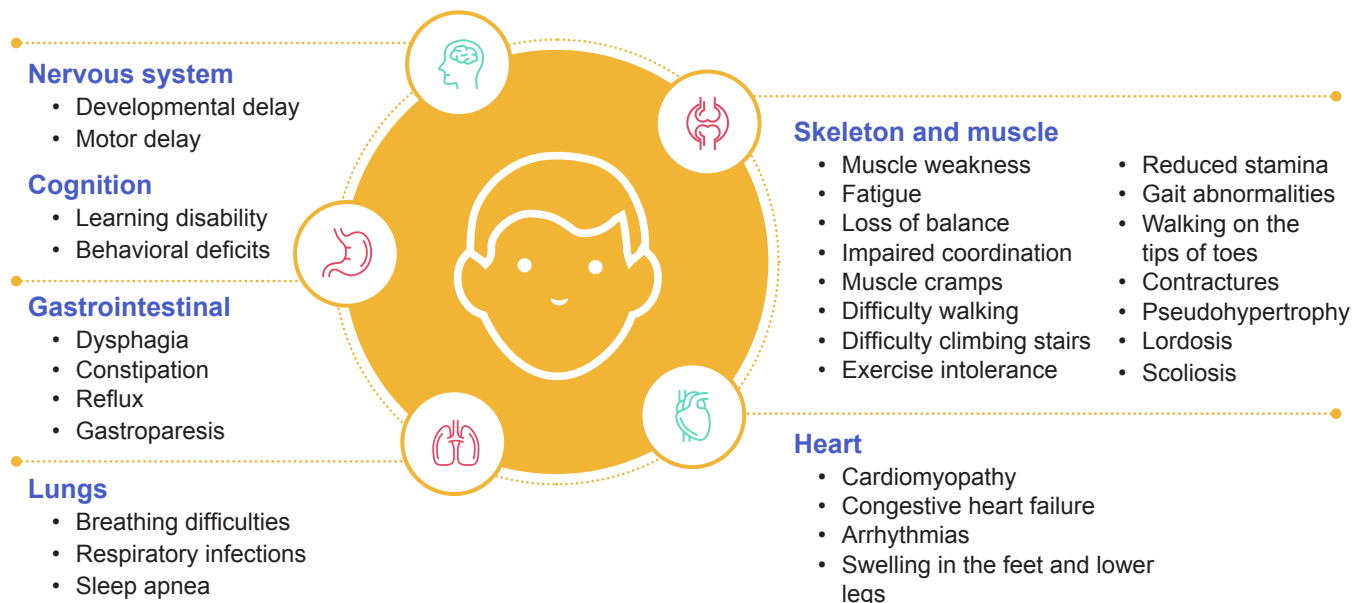 Nervous system
• Developmental delay
• Motor delay
Cognition
• Learning disability
• Behavioral deficits
Gastrointestinal
• Dysphagia
• Constipation
• Reflux
• Gastroparesis
Lungs
• Breathing difficulties
• Respiratory infections
• Sleep apnea
Skeleton and muscle
• Muscle weakness
• Fatigue
• Loss of balance
• Impaired coordination
• Muscle cramps
• Difficulty walking
• Difficulty climbing stairs
• Exercise intolerance
• Reduced stamina
• Gait abnormalities
• Walking on the
tips of toes
• Contractures
• Pseudohypertrophy
• Lordosis
• Scoliosis
Heart
• Cardiomyopathy
• Congestive heart failure
• Arrhythmias
• Swelling in the feet and lower
legs